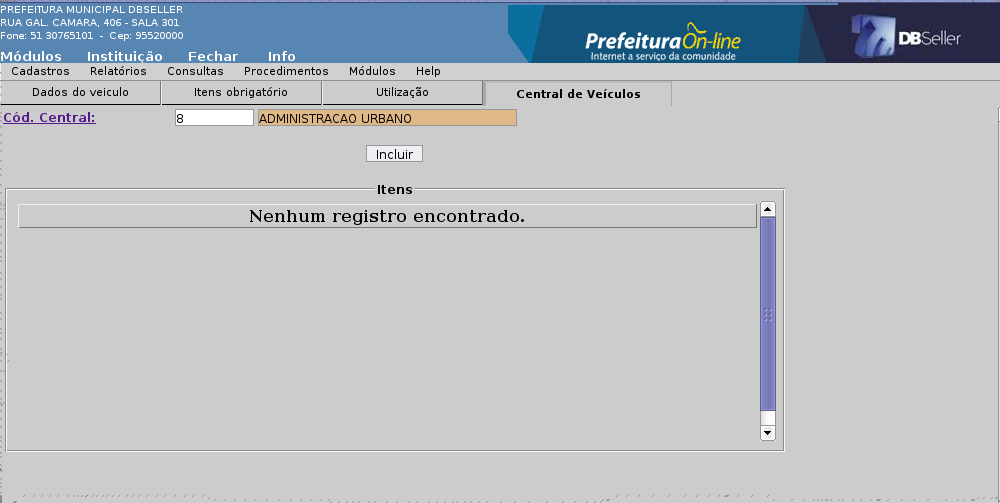 PREFEITURA MUNICIPAL DBSELLER
RUA GAL. CAMARA, 406 - SALA 301
Fone: 51 30765101 - Cep: 95520000
PrefeituraOn-line
Internet a serviço da comunidade
DBSeller
Módulos Instituição Fechar Info
Cadastros Relatórios Consultas Procedimentos Módulos Help
Dados do veiculo Itens obrigatório Utilização Central de Veículos
Cód. Central: 8 ADMINISTRACAO URBANO
Incluir
Itens
Nenhum registro encontrado.